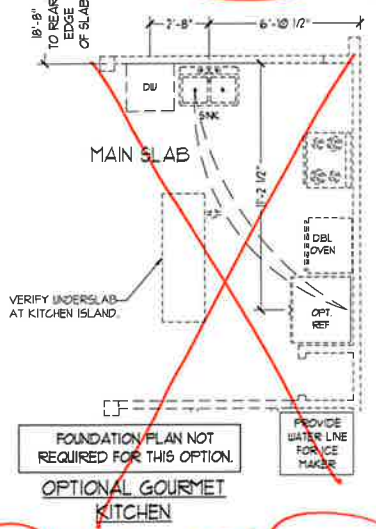 18'-8"
TO REAR
EDGE
OF SLAB
2'-8"
6'-10 1/2"
DW
SNK
MAIN SLAB
11'-2 1/2"
DBL
OVEN
VERIFY UNDERSLAB
AT KITCHEN ISLAND.
OPT.
REF
FOUNDATION PLAN NOT
REQUIRED FOR THIS OPTION.
PROVIDE
WATER LINE
FOR ICE
MAKER
OPTIONAL GOURMET
KITCHEN